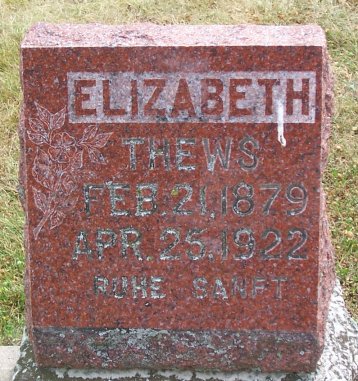 ELIZABETH
THEWS
FEB. 21, 1879
APR. 25, 1922
RUHE SANFT